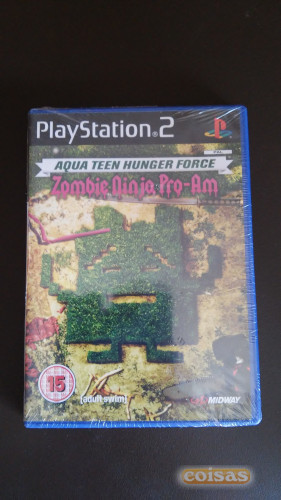 PlayStation®2
AQUA TEEN HUNGER FORCE
Zombie Ninja Pro-Am
15
[adult swim]
MIDWAY
coisas